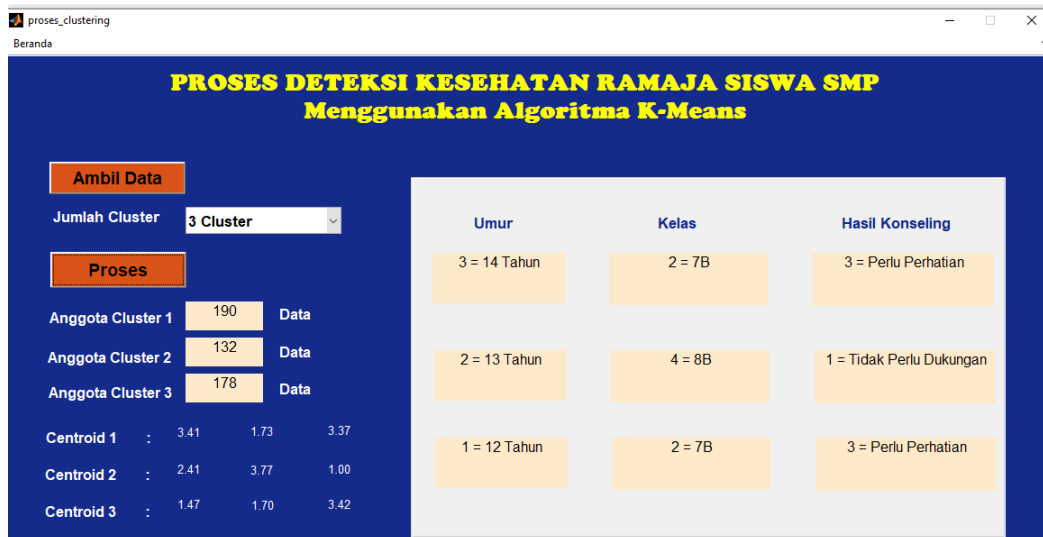 proses_clustering
Beranda
PROSES DETEKSI KESEHATAN RAMAJA SISWA SMP
Menggunakan Algoritma K-Means
Ambil Data
Jumlah Cluster 3 Cluster
Proses
Anggota Cluster 1 190 Data
Anggota Cluster 2 132 Data
Anggota Cluster 3 178 Data
Centroid 1 : 3.41 1.73 3.37
Centroid 2 : 2.41 3.77 1.00
Centroid 3 : 1.47 1.70 3.42
Umur Kelas Hasil Konseling
3 = 14 Tahun 2 = 7B 3 = Perlu Perhatian
2 = 13 Tahun 4 = 8B 1 = Tidak Perlu Dukungan
1 = 12 Tahun 2 = 7B 3 = Perlu Perhatian